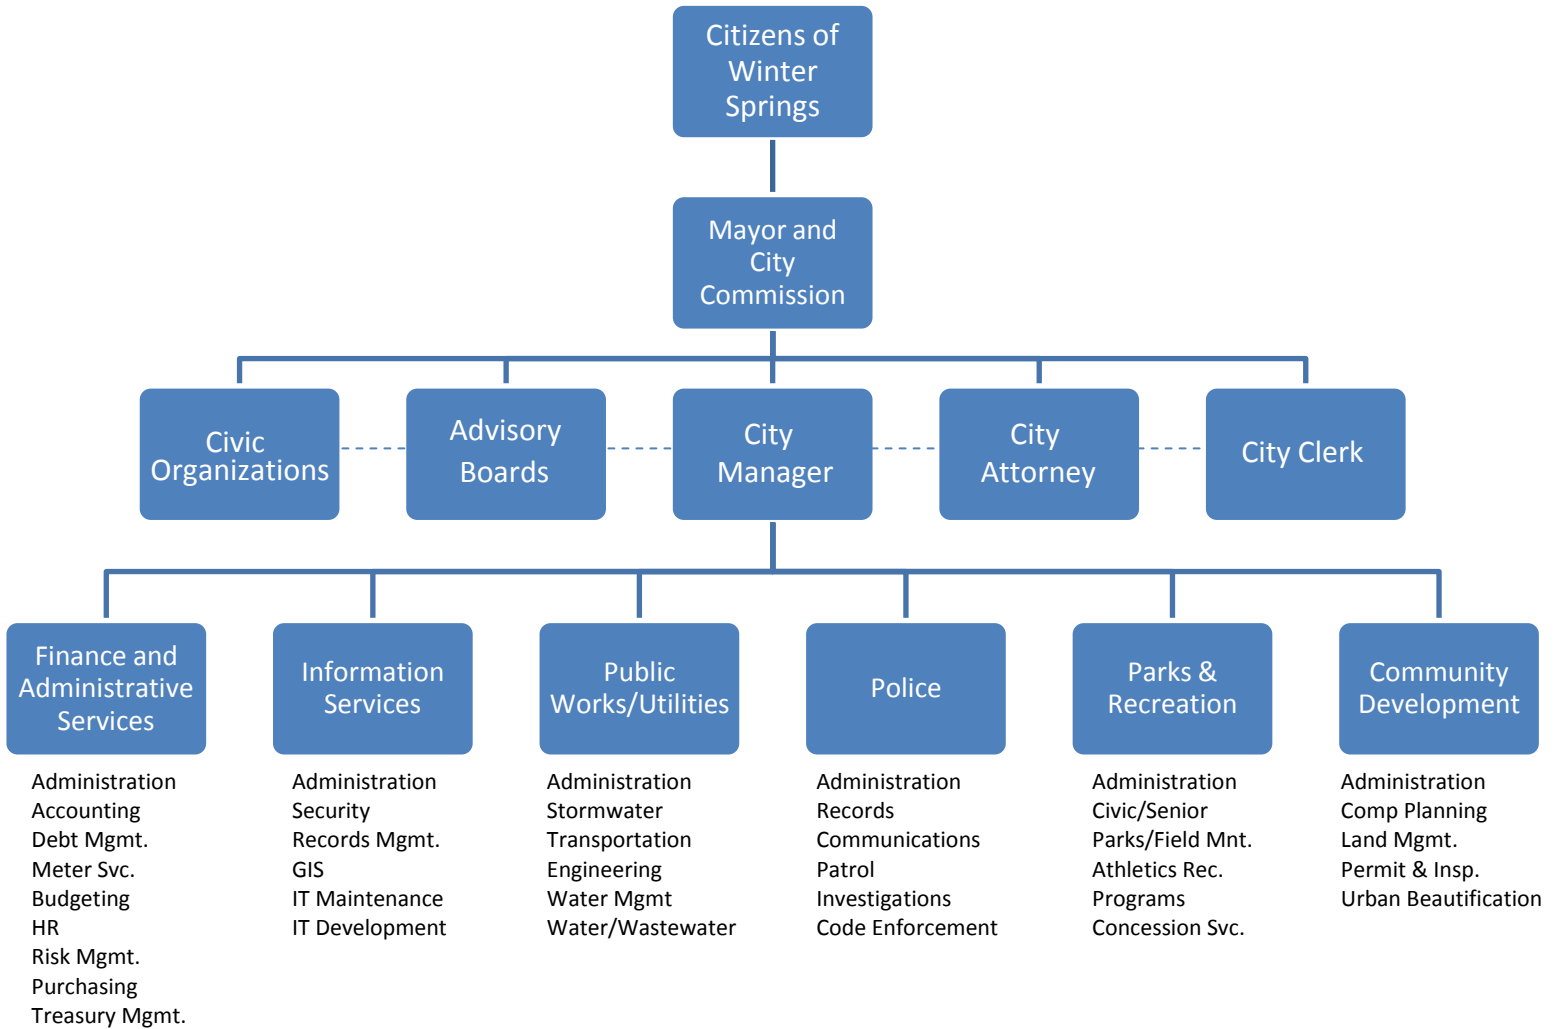 Citizens of
Winter
Springs
Mayor and
City
Commission
Civic
Organizations
Advisory
Boards
City
Manager
City
Attorney
City Clerk
Finance and
Administrative
Services
Information
Services
Public
Works/Utilities
Police
Parks &
Recreation
Community
Development
Administration
Accounting
Debt Mgmt.
Meter Svc.
Budgeting
HR
Risk Mgmt.
Purchasing
Treasury Mgmt.
Administration
Security
Records Mgmt.
GIS
IT Maintenance
IT Development
Administration
Stormwater
Transportation
Engineering
Water Mgmt
Water/Wastewater
Administration
Records
Communications
Patrol
Investigations
Code Enforcement
Administration
Civic/Senior
Parks/Field Mnt.
Athletics Rec.
Programs
Concession Svc.
Administration
Comp Planning
Land Mgmt.
Permit & Insp.
Urban Beautification